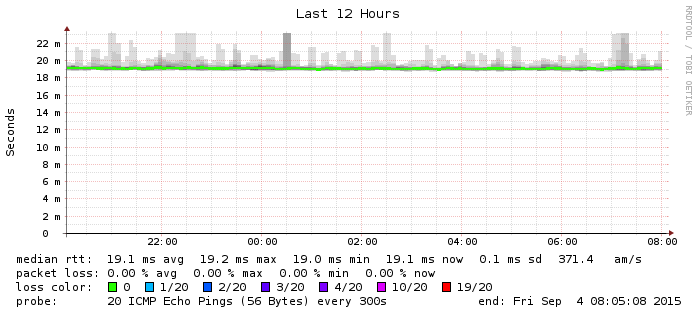 Last 12 Hours
RRDTOOL / TOBI OETIKER
Seconds
22 m
20 m
18 m
16 m
14 m
12 m
10 m
8 m
6 m
4 m
2 m
0
22:00 00:00 02:00 04:00 06:00 08:00
median rtt: 19.1 ms avg 19.2 ms max 19.0 ms min 19.1 ms now 0.1 ms sd 371.4 am/s
packet loss: 0.00 % avg 0.00 % max 0.00 % min 0.00 % now
loss color: 0 1/20 2/20 3/20 4/20 10/20 19/20
probe: 20 ICMP Echo Pings (56 Bytes) every 300s end: Fri Sep 4 08:05:08 2015